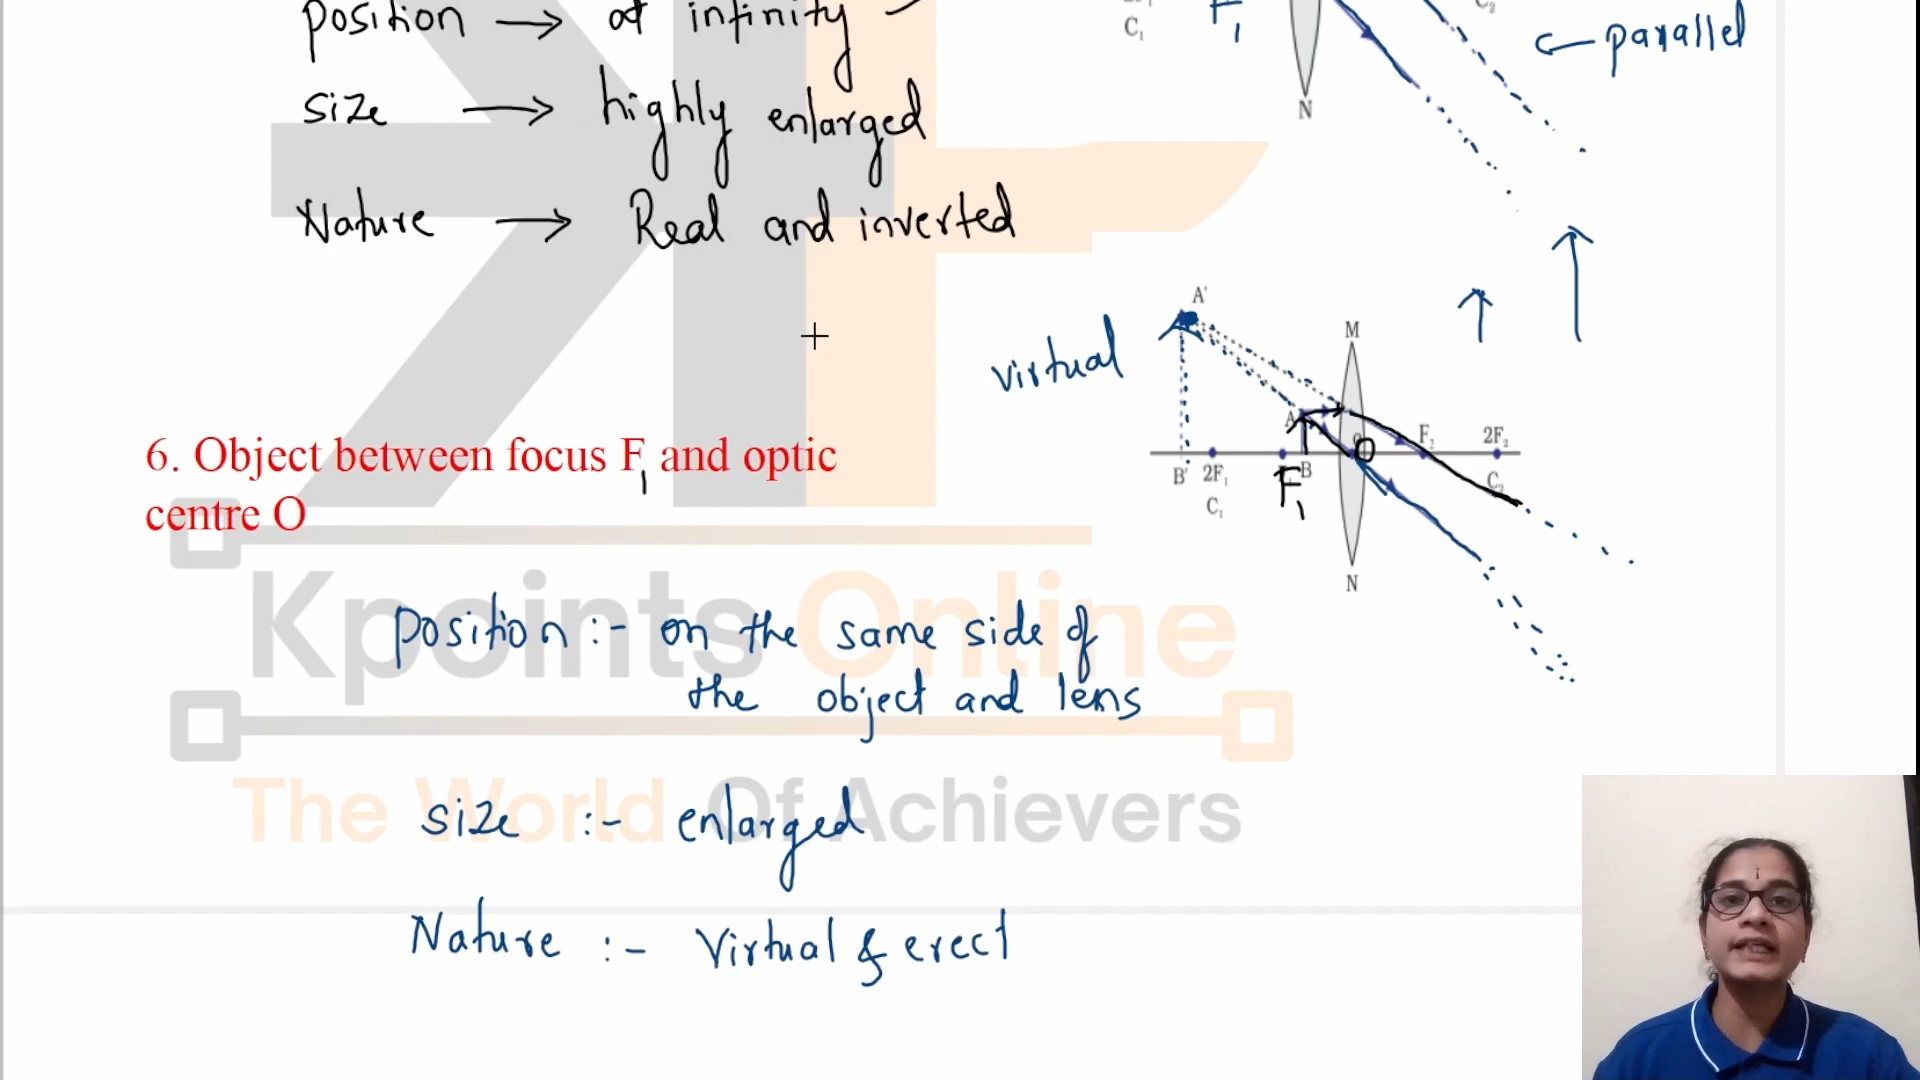 position → at infinity
size → highly enlarged
Nature → Real and inverted
C₁
F₁
C₂
← parallel
N
A'
M
virtual
A
O
F₂
2F₂
B'
2F₁
F₁
B
C₁
C₂
N
6. Object between focus F₁ and optic
centre O
Kpoints Online
position :- on the same side of
the object and lens
The World Of Achievers
size :- enlarged
Nature :- Virtual & erect